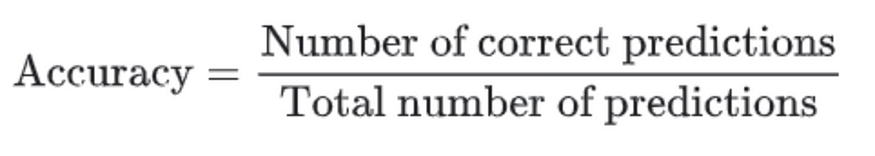 Accuracy = Number of correct predictions
Total number of predictions